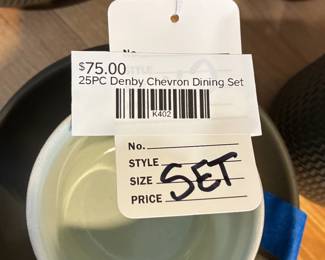 No.
$75.00
25PC Denby Chevron Dining Set
K402
No.
STYLE
SIZE SET
PRICE